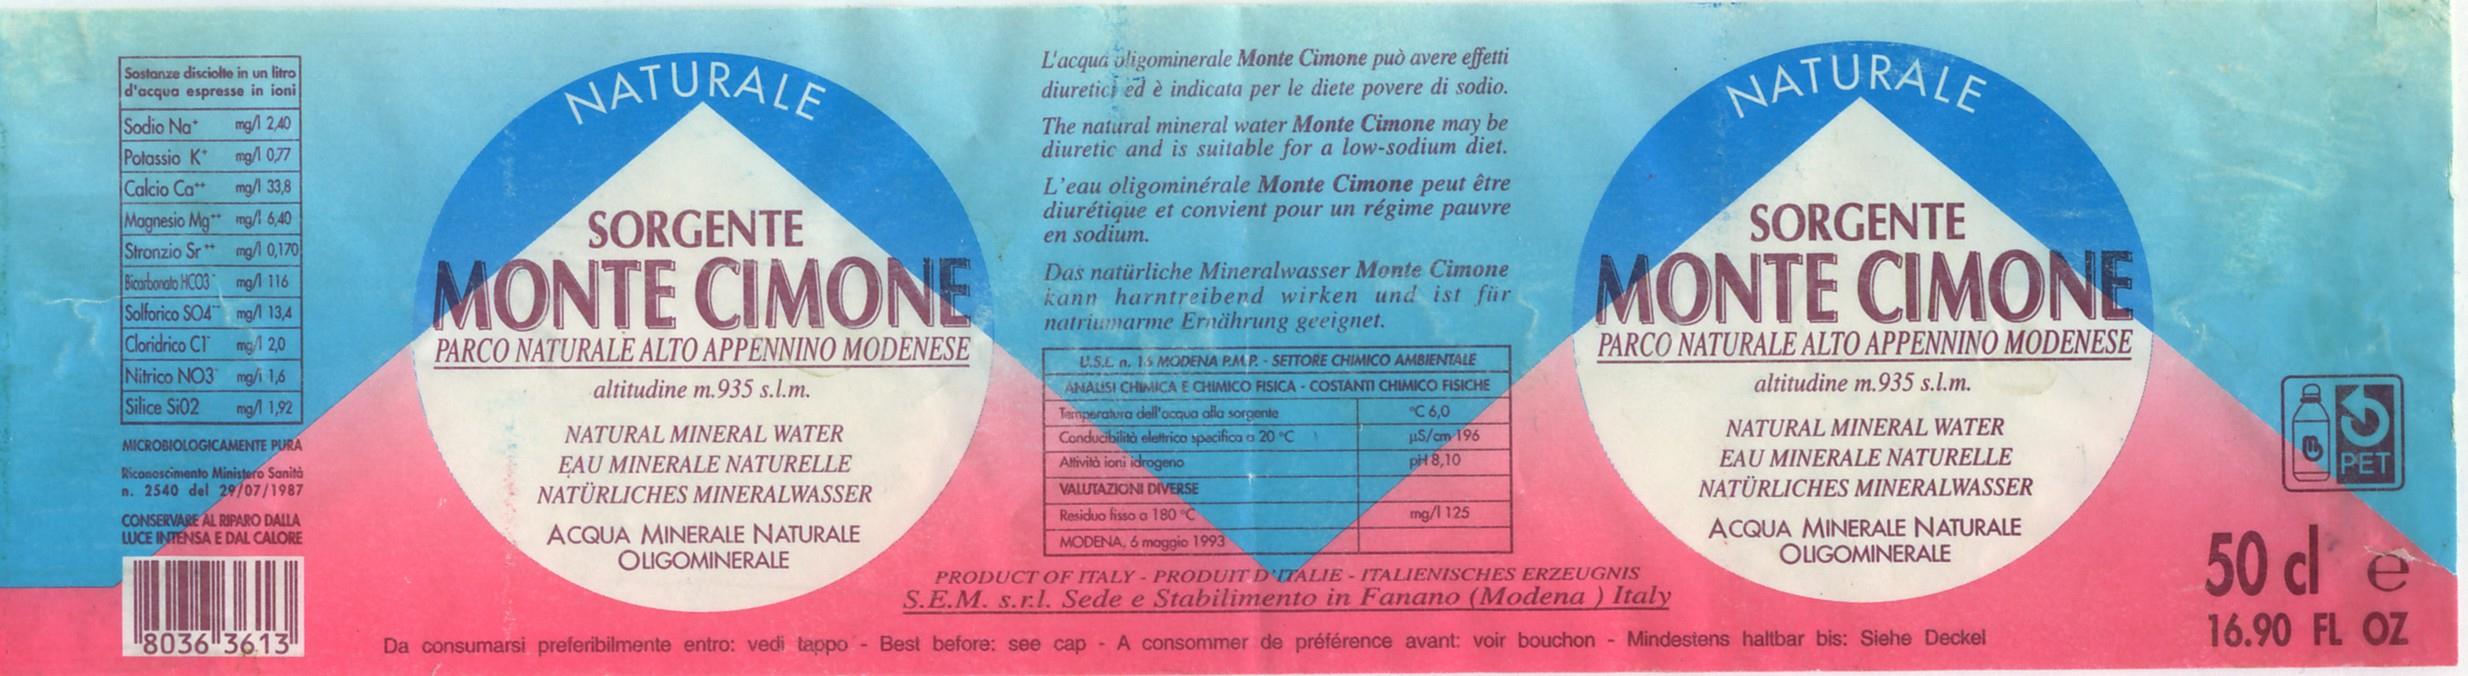 Sostanze disciolte in un litro
d'acqua espresse in ioni
Sodio Na⁺ mg/l 2,40
Potassio K⁺ mg/l 0,77
Calcio Ca⁺⁺ mg/l 33,8
Magnesio Mg⁺⁺ mg/l 6,40
Stronzio Sr⁺⁺ mg/l 0,170
Bicarbonato HCO3⁻ mg/l 116
Solforico SO4⁻⁻ mg/l 13,4
Cloridrico Cl⁻ mg/l 2,0
Nitrico NO3⁻ mg/l 1,6
Silice SiO2 mg/l 1,92
MICROBIOLOGICAMENTE PURA
Riconoscimento Ministero Sanità
n. 2540 del 29/07/1987
CONSERVARE AL RIPARO DALLA
LUCE INTENSA E DAL CALORE
8036 3613
NATURALE
SORGENTE
MONTE CIMONE
PARCO NATURALE ALTO APPENNINO MODENESE
altitudine m.935 s.l.m.
NATURAL MINERAL WATER
EAU MINERALE NATURELLE
NATÜRLICHES MINERALWASSER
ACQUA MINERALE NATURALE
OLIGOMINERALE
L'acqua oligominerale Monte Cimone può avere effetti
diuretici ed è indicata per le diete povere di sodio.
The natural mineral water Monte Cimone may be
diuretic and is suitable for a low-sodium diet.
L'eau oligominérale Monte Cimone peut être
diurétique et convient pour un régime pauvre
en sodium.
Das natürliche Mineralwasser Monte Cimone
kann harntreibend wirken und ist für
natriumarme Ernährung geeignet.
U.S.L. n. 16 MODENA P.M.P. - SETTORE CHIMICO AMBIENTALE
ANALISI CHIMICA E CHIMICO FISICA - COSTANTI CHIMICO FISICHE
Temperatura dell'acqua alla sorgente °C 6,0
Conducibilità elettrica specifica a 20 °C µS/cm 196
Attività ioni idrogeno pH 8,10
VALUTAZIONI DIVERSE
Residuo fisso a 180 °C mg/l 125
MODENA, 6 maggio 1993
PRODUCT OF ITALY - PRODUIT D'ITALIE - ITALIENISCHES ERZEUGNIS
S.E.M. s.r.l. Sede e Stabilimento in Fanano (Modena ) Italy
Da consumarsi preferibilmente entro: vedi tappo - Best before: see cap - A consommer de préférence avant: voir bouchon - Mindestens haltbar bis: Siehe Deckel
NATURALE
SORGENTE
MONTE CIMONE
PARCO NATURALE ALTO APPENNINO MODENESE
altitudine m.935 s.l.m.
NATURAL MINERAL WATER
EAU MINERALE NATURELLE
NATÜRLICHES MINERALWASSER
ACQUA MINERALE NATURALE
OLIGOMINERALE
PET
50 cl e
16.90 FL OZ